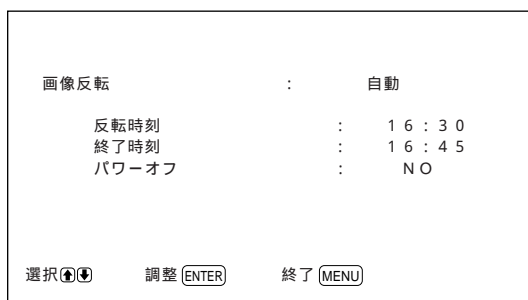 画像反転 : 自動
反転時刻 : 16:30
終了時刻 : 16:45
パワーオフ : NO
選択 調整 ENTER 終了 MENU